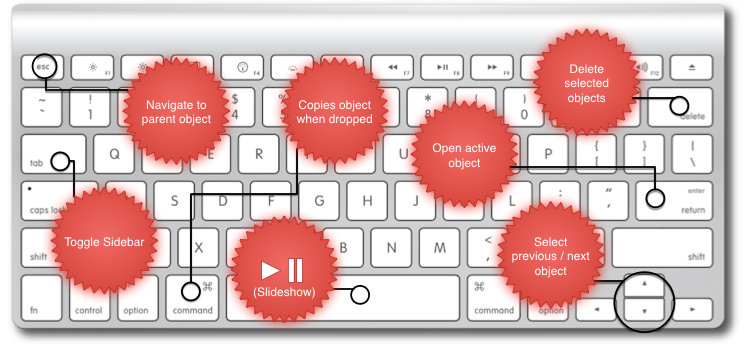 esc F1 F4 F7 F8 F9 F12
Navigate to
parent object
Copies object
when dropped
Delete
selected
objects
~ ` ! 1 $ 4 * 8 ( ) 0 delete
Open active
object
tab Q E R U P { [ } ] | \
caps lock S D F G H J K L : ; " , enter
return
Toggle Sidebar
(Slideshow)
Select
previous / next
object
shift X B N M < , shift
fn control option command ⌘ ⌘ command option